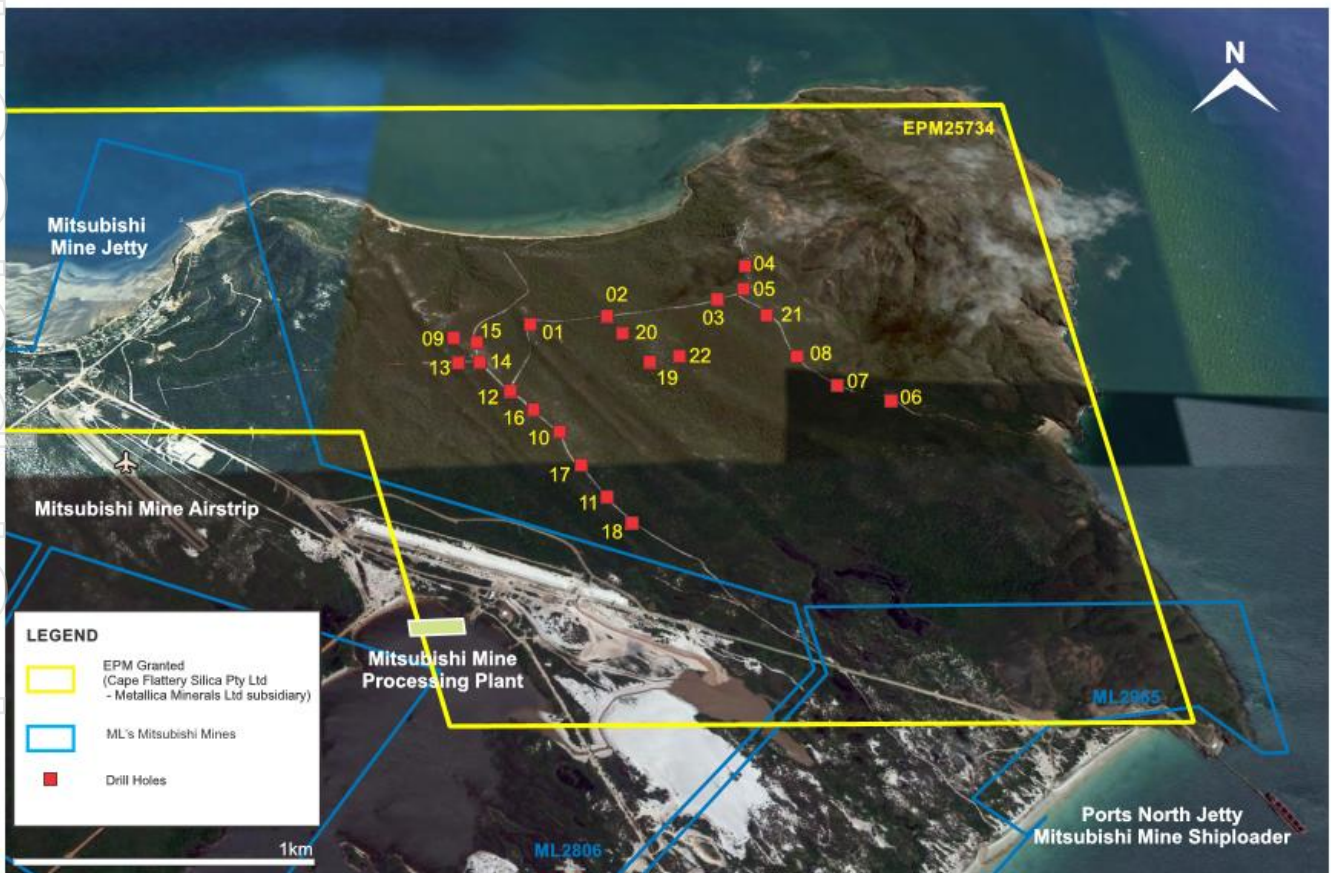 N
EPM25734
Mitsubishi
Mine Jetty
04
02
05
03
21
01
20
09
15
22
08
14
13
19
07
12
06
16
10
17
11
18
Mitsubishi Mine Airstrip
LEGEND
EPM Granted
(Cape Flattery Silica Pty Ltd
- Metallica Minerals Ltd subsidiary)
ML's Mitsubishi Mines
Drill Holes
1km
Mitsubishi Mine
Processing Plant
ML2965
Ports North Jetty
Mitsubishi Mine Shiploader
ML2806